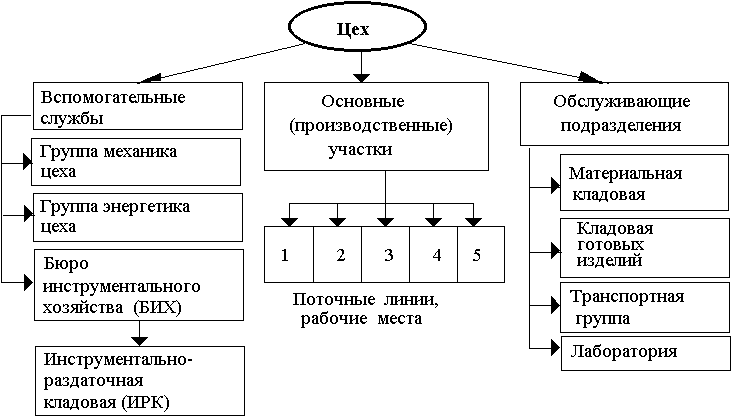 Цех
Вспомогательные
службы
Группа механика
цеха
Группа энергетика
цеха
Бюро
инструментального
хозяйства (БИХ)
Инструментально-
раздаточная
кладовая (ИРК)
Основные
(производственные)
участки
1 2 3 4 5
Поточные линии,
рабочие места
Обслуживающие
подразделения
Материальная
кладовая
Кладовая
готовых
изделий
Транспортная
группа
Лаборатория